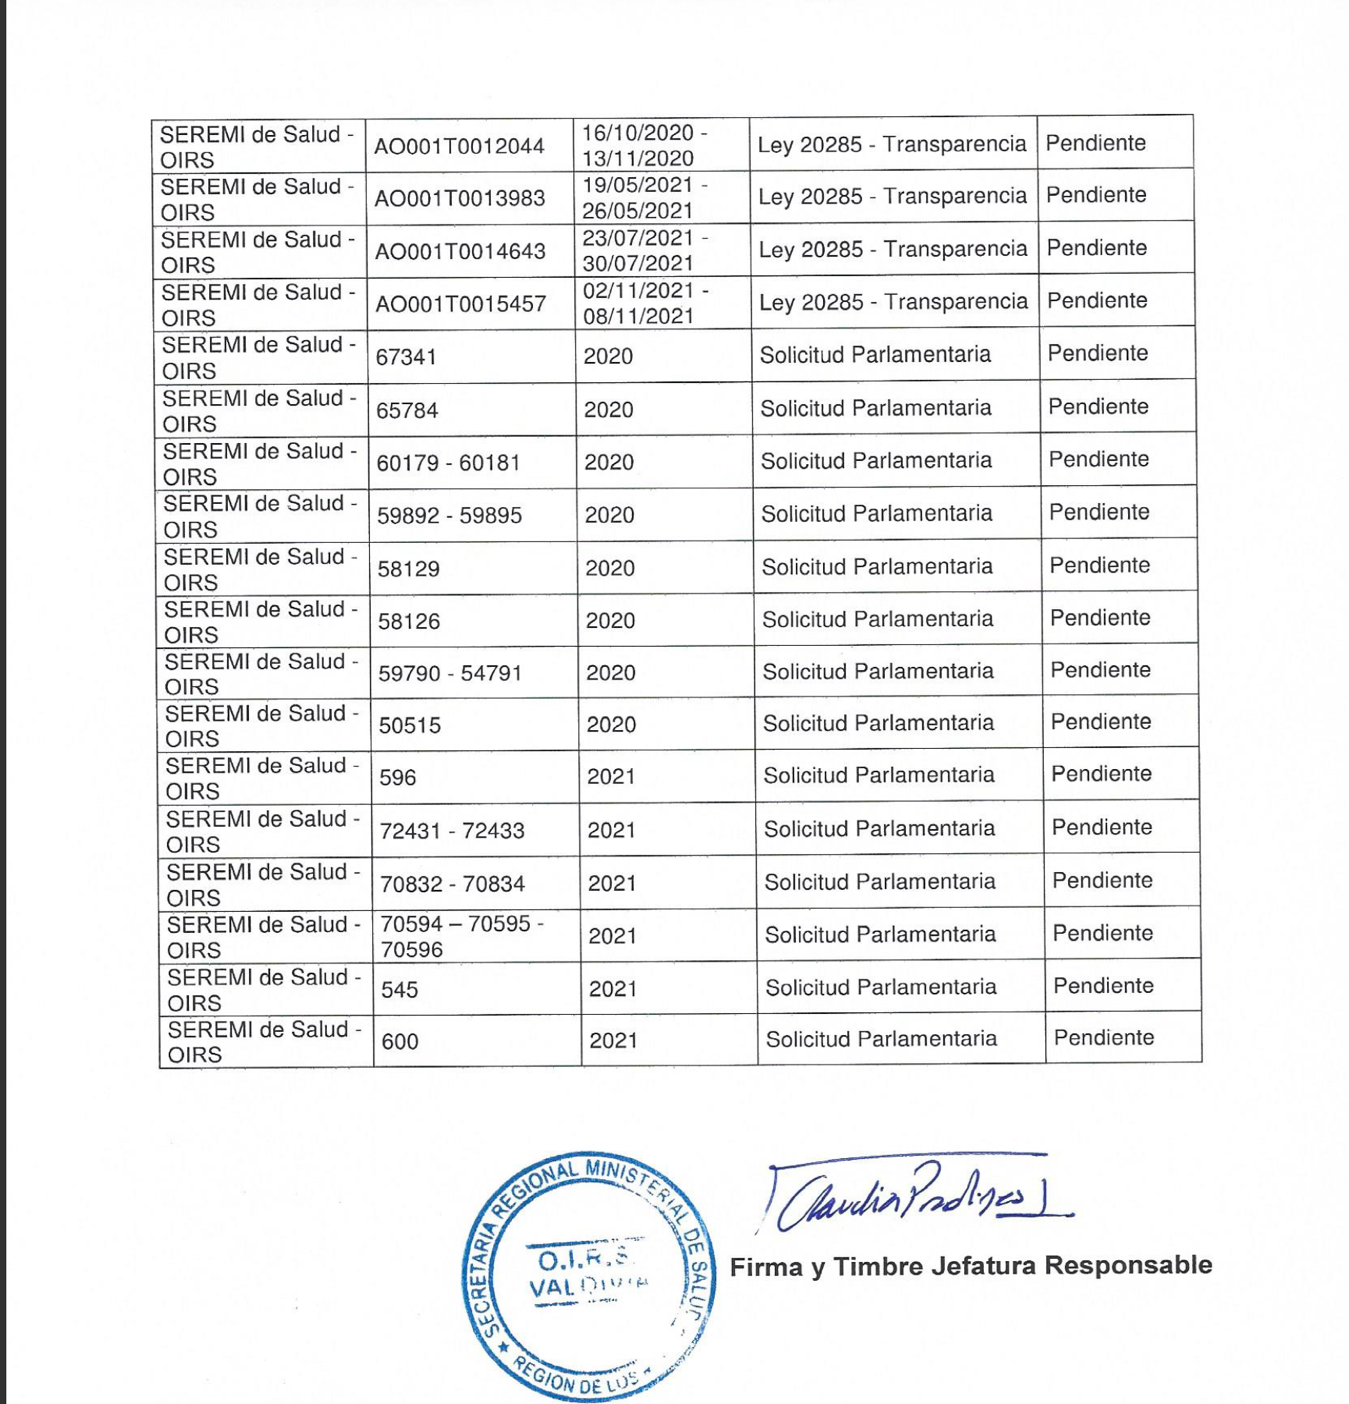 SEREMI de Salud - OIRS AO001T0012044 16/10/2020 - 13/11/2020 Ley 20285 - Transparencia Pendiente
SEREMI de Salud - OIRS AO001T0013983 19/05/2021 - 26/05/2021 Ley 20285 - Transparencia Pendiente
SEREMI de Salud - OIRS AO001T0014643 23/07/2021 - 30/07/2021 Ley 20285 - Transparencia Pendiente
SEREMI de Salud - OIRS AO001T0015457 02/11/2021 - 08/11/2021 Ley 20285 - Transparencia Pendiente
SEREMI de Salud - OIRS 67341 2020 Solicitud Parlamentaria Pendiente
SEREMI de Salud - OIRS 65784 2020 Solicitud Parlamentaria Pendiente
SEREMI de Salud - OIRS 60179 - 60181 2020 Solicitud Parlamentaria Pendiente
SEREMI de Salud - OIRS 59892 - 59895 2020 Solicitud Parlamentaria Pendiente
SEREMI de Salud - OIRS 58129 2020 Solicitud Parlamentaria Pendiente
SEREMI de Salud - OIRS 58126 2020 Solicitud Parlamentaria Pendiente
SEREMI de Salud - OIRS 59790 - 54791 2020 Solicitud Parlamentaria Pendiente
SEREMI de Salud - OIRS 50515 2020 Solicitud Parlamentaria Pendiente
SEREMI de Salud - OIRS 596 2021 Solicitud Parlamentaria Pendiente
SEREMI de Salud - OIRS 72431 - 72433 2021 Solicitud Parlamentaria Pendiente
SEREMI de Salud - OIRS 70832 - 70834 2021 Solicitud Parlamentaria Pendiente
SEREMI de Salud - OIRS 70594 – 70595 - 70596 2021 Solicitud Parlamentaria Pendiente
SEREMI de Salud - OIRS 545 2021 Solicitud Parlamentaria Pendiente
SEREMI de Salud - OIRS 600 2021 Solicitud Parlamentaria Pendiente
SECRETARIA REGIONAL MINISTERIAL DE SALUD
O.I.R.S.
VALDIVIA
REGION DE LOS
Claudia
Firma y Timbre Jefatura Responsable